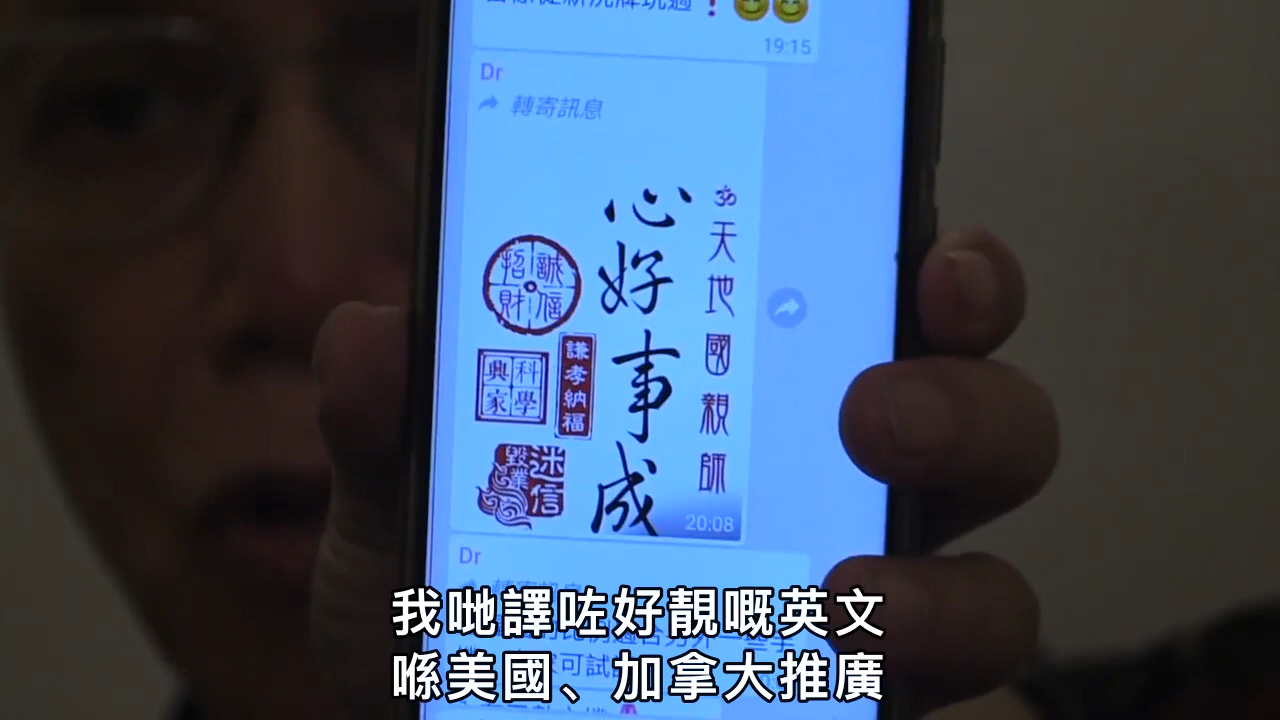 19:15
Dr
轉寄訊息
ॐ天地國親師
心好事成
誠信招財
科學興家
謙孝納福
迷信毀業
20:08
Dr
我哋譯咗好靚嘅英文
喺美國、加拿大推廣